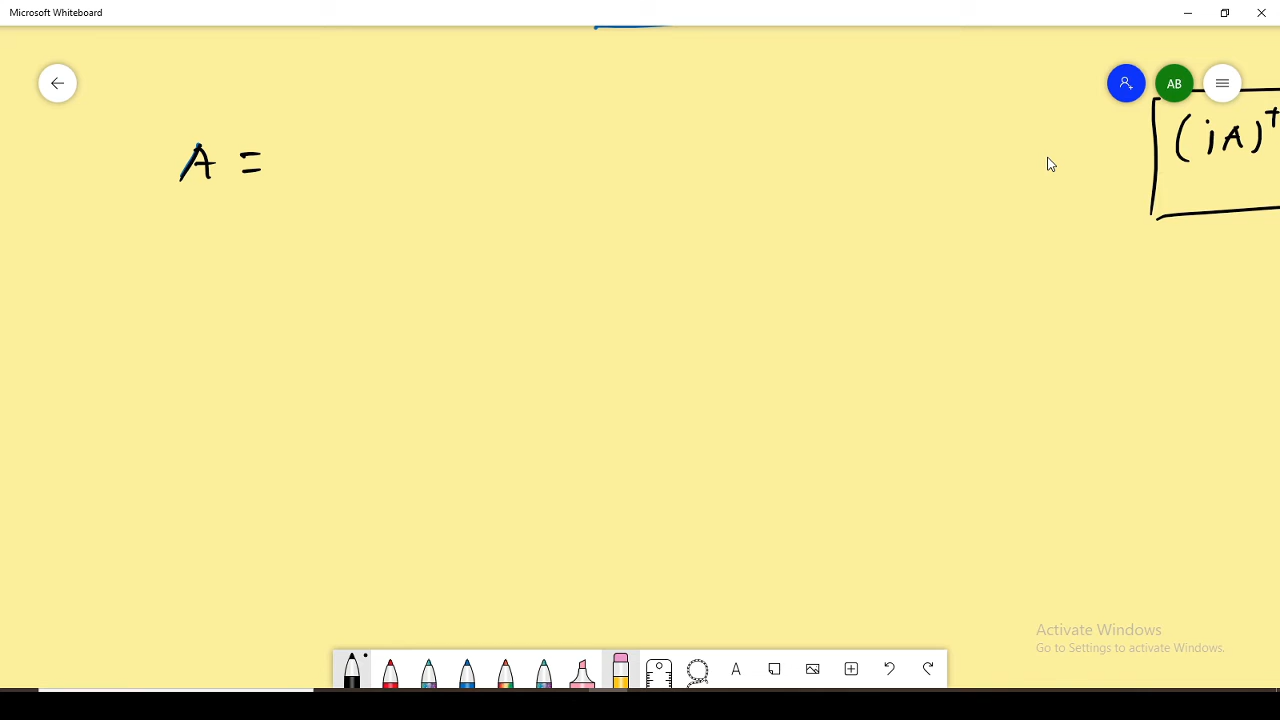 Microsoft Whiteboard
AB
A =
(iA)†
Activate Windows
Go to Settings to activate Windows.
A